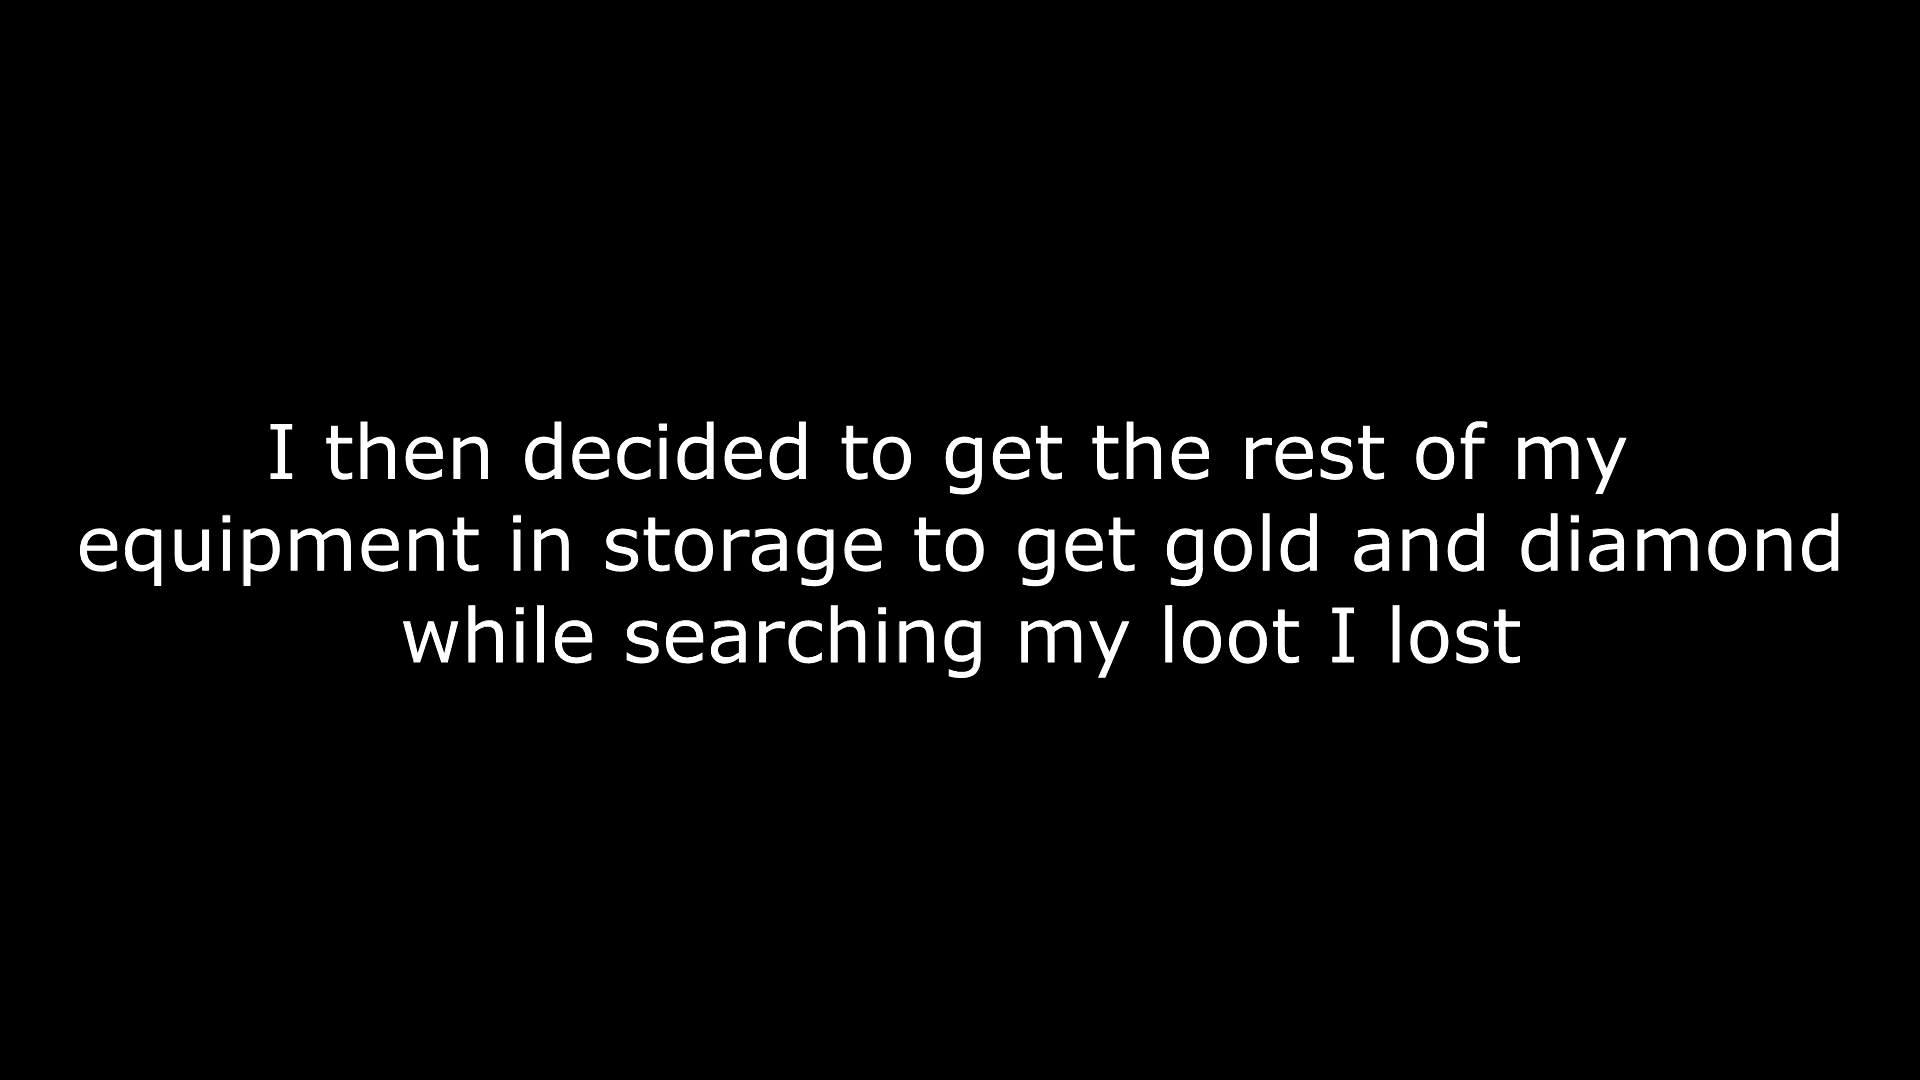 I then decided to get the rest of my
equipment in storage to get gold and diamond
while searching my loot I lost